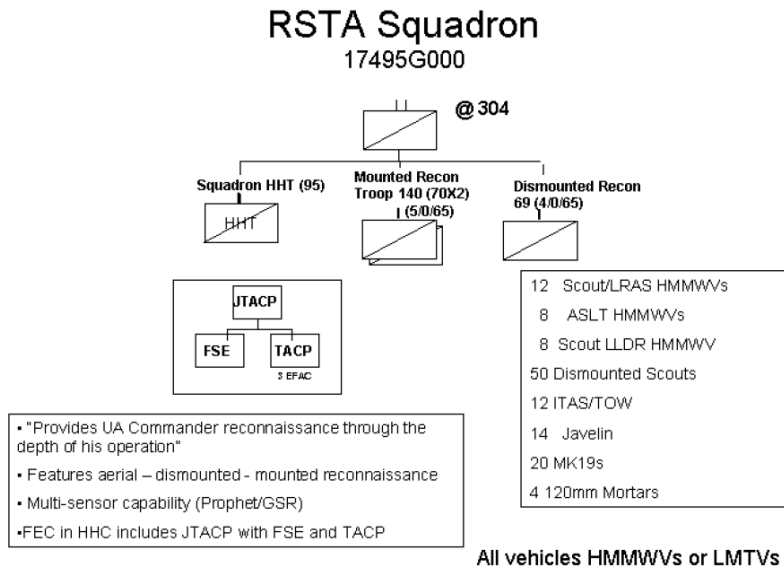 RSTA Squadron
17495G000
@ 304
Squadron HHT (95)
HHT
Mounted Recon
Troop 140 (70X2)
(5/0/65)
Dismounted Recon
69 (4/0/65)
JTACP
FSE
TACP
3 EFAC
12 Scout/LRAS HMMWVs
8 ASLT HMMWVs
8 Scout LLDR HMMWV
50 Dismounted Scouts
12 ITAS/TOW
14 Javelin
20 MK19s
4 120mm Mortars
• "Provides UA Commander reconnaissance through the
depth of his operation"
• Features aerial – dismounted - mounted reconnaissance
• Multi-sensor capability (Prophet/GSR)
•FEC in HHC includes JTACP with FSE and TACP
All vehicles HMMWVs or LMTVs